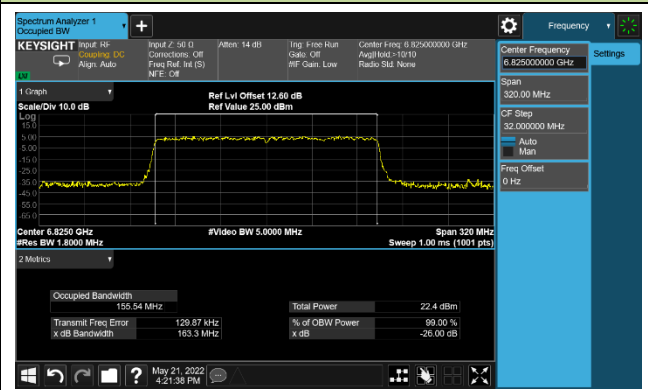 Spectrum Analyzer 1
Occupied BW
Frequency
KEYSIGHT
Input: RF
Coupling: DC
Align: Auto
Input Z: 50 Ω
Corrections: Off
Freq Ref: Int (S)
NFE: Off
Atten: 14 dB
Trig: Free Run
Gate: Off
#IF Gain: Low
Center Freq: 6.825000000 GHz
Avg|Hold:>10/10
Radio Std: None
Center Frequency
6.825000000 GHz
Settings
Span
320.00 MHz
CF Step
32.000000 MHz
Auto
Man
Freq Offset
0 Hz
1 Graph
Scale/Div 10.0 dB
Ref Lvl Offset 12.60 dB
Ref Value 25.00 dBm
Log
15.0
5.00
-5.00
-15.0
-25.0
-35.0
-45.0
-55.0
-65.0
Center 6.8250 GHz
#Video BW 5.0000 MHz
Span 320 MHz
#Res BW 1.8000 MHz
Sweep 1.00 ms (1001 pts)
2 Metrics
Occupied Bandwidth
155.54 MHz
Total Power 22.4 dBm
Transmit Freq Error 129.87 kHz
% of OBW Power 99.00 %
x dB Bandwidth 163.3 MHz
x dB -26.00 dB
May 21, 2022
4:21:38 PM